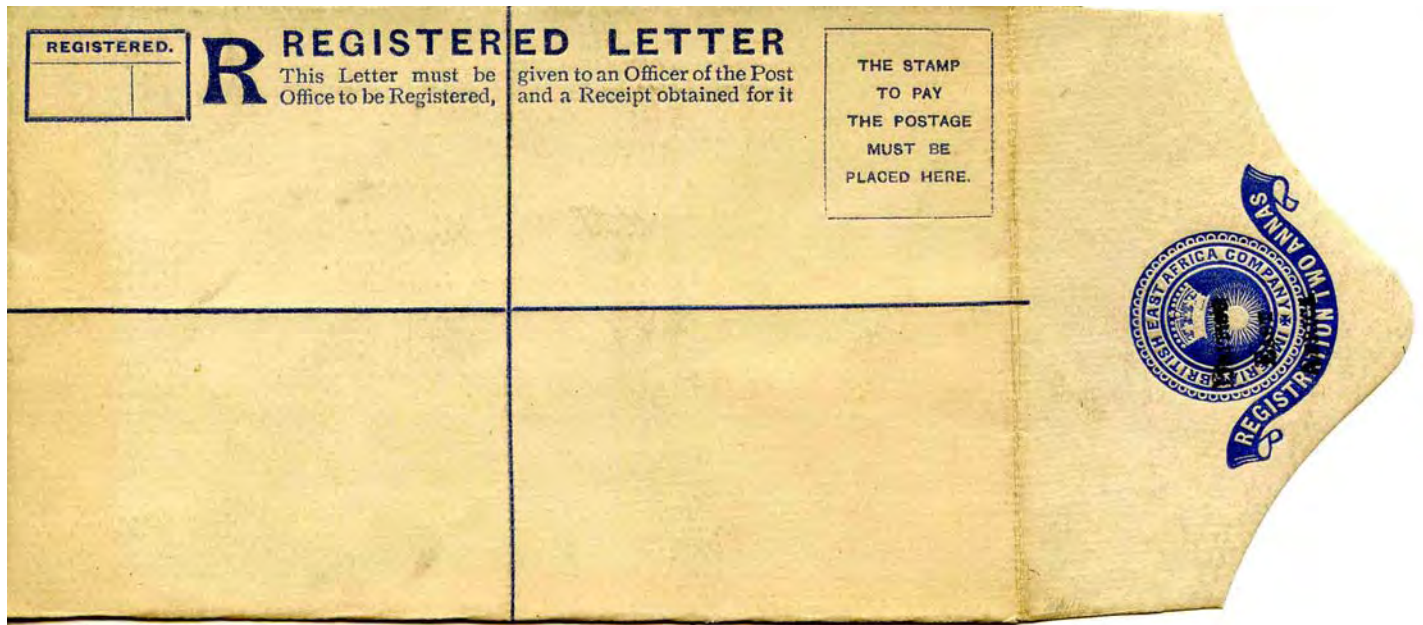 REGISTERED.
R
REGISTERED LETTER
This Letter must be given to an Officer of the Post
Office to be Registered, and a Receipt obtained for it
THE STAMP
TO PAY
THE POSTAGE
MUST BE
PLACED HERE.
BRITISH EAST AFRICA COMPANY ✠ IMPERIAL
REGISTRATION TWO ANNAS